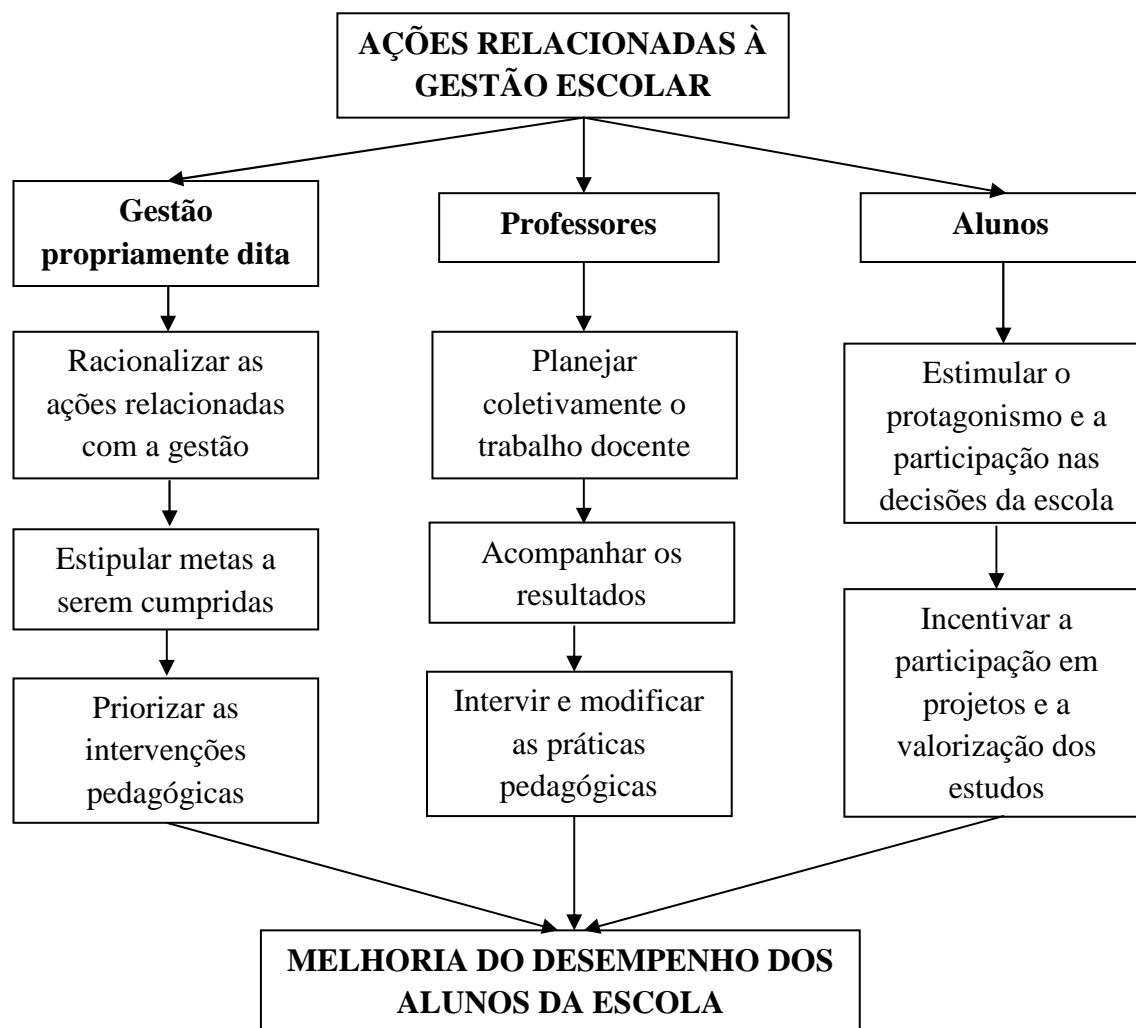 AÇÕES RELACIONADAS À
GESTÃO ESCOLAR
Gestão
propriamente dita
Professores
Alunos
Racionalizar as
ações relacionadas
com a gestão
Planejar
coletivamente o
trabalho docente
Estimular o
protagonismo e a
participação nas
decisões da escola
Estipular metas a
serem cumpridas
Acompanhar os
resultados
Incentivar a
participação em
projetos e a
valorização dos
estudos
Priorizar as
intervenções
pedagógicas
Intervir e modificar
as práticas
pedagógicas
MELHORIA DO DESEMPENHO DOS
ALUNOS DA ESCOLA